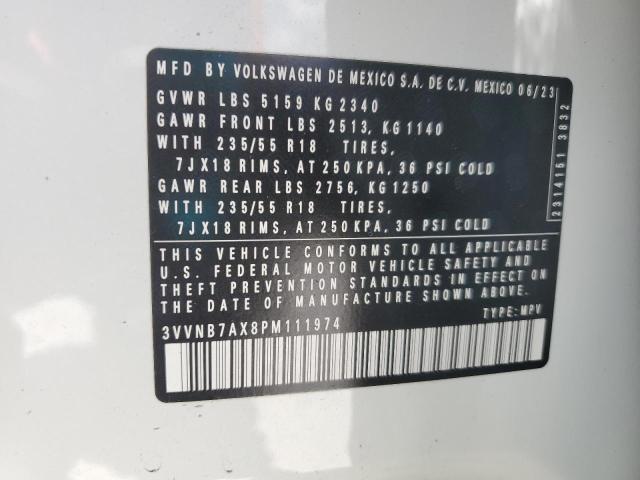 MFD BY VOLKSWAGEN DE MEXICO S.A. DE C.V. MEXICO 06/23
GVWR LBS 5159 KG 2340
GAWR FRONT LBS 2513, KG 1140
WITH 235/55 R18 TIRES,
7JX18 RIMS, AT 250 KPA, 36 PSI COLD
GAWR REAR LBS 2756, KG 1250
WITH 235/55 R18 TIRES,
7JX18 RIMS, AT 250 KPA, 36 PSI COLD
2314151 3832
THIS VEHICLE CONFORMS TO ALL APPLICABLE
U.S. FEDERAL MOTOR VEHICLE SAFETY AND
THEFT PREVENTION STANDARDS IN EFFECT ON
THE DATE OF MANUFACTURE SHOWN ABOVE.
3VVNB7AX8PM111974 TYPE: MPV